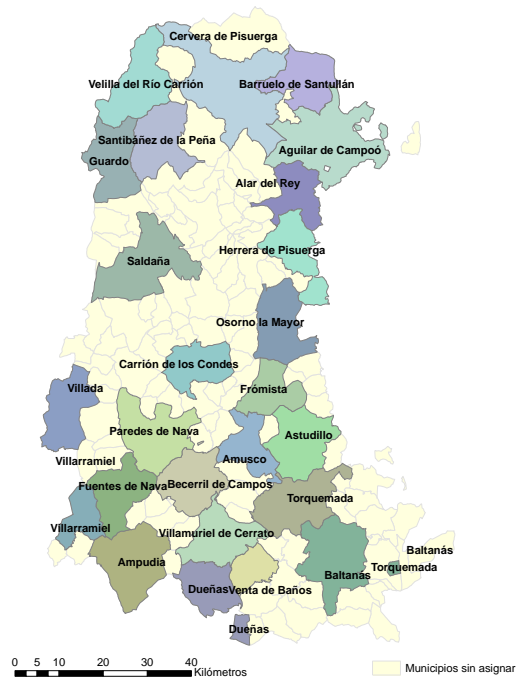 Cervera de Pisuerga
Velilla del Río Carrión
Barruelo de Santullán
Santibáñez de la Peña
Aguilar de Campoó
Guardo
Alar del Rey
Herrera de Pisuerga
Saldaña
Osorno la Mayor
Carrión de los Condes
Villada
Frómista
Paredes de Nava
Astudillo
Villarramiel
Amusco
Fuentes de Nava
Becerril de Campos
Torquemada
Villarramiel
Villamuriel de Cerrato
Baltanás
Ampudia
Torquemada
Baltanás
Dueñas
Venta de Baños
Dueñas
0 5 10 20 30 40
Kilómetros
Municipios sin asignar